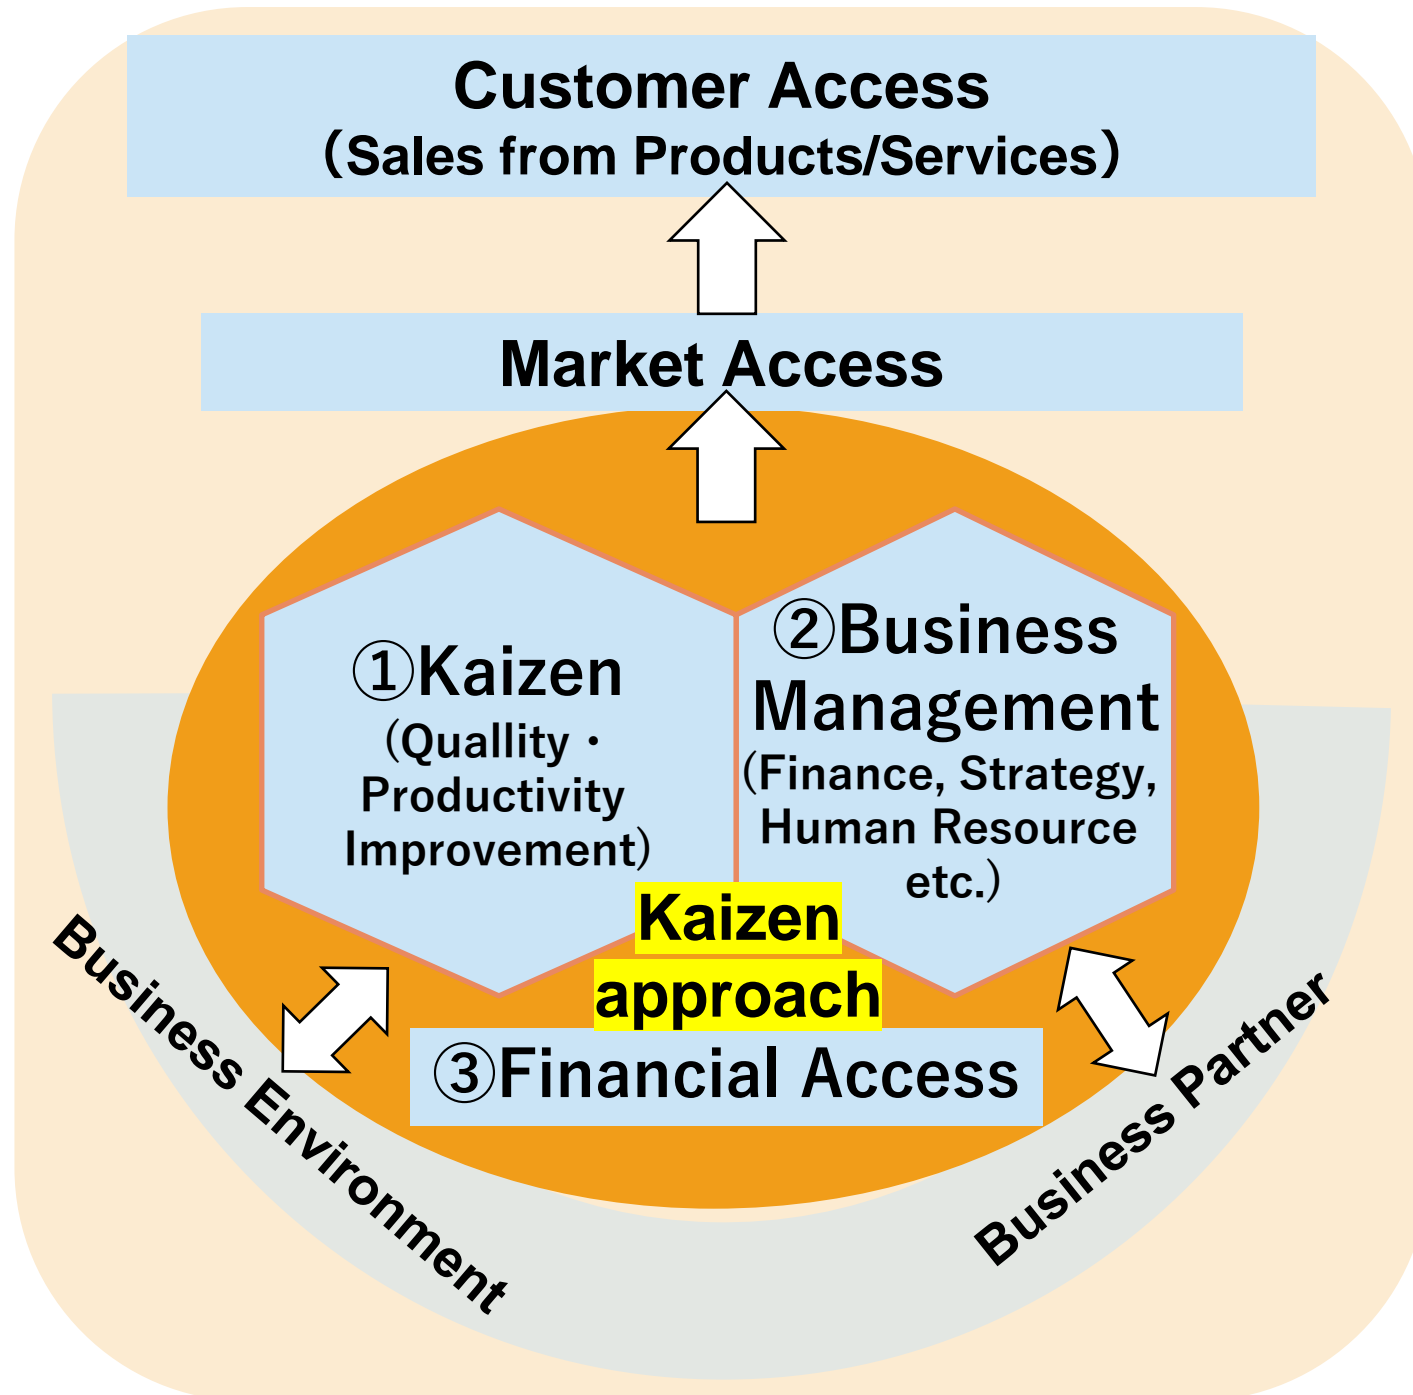 Customer Access
（Sales from Products/Services）
Market Access
①Kaizen
(Quallity・
Productivity
Improvement)
②Business
Management
(Finance, Strategy,
Human Resource
etc.)
Kaizen
approach
③Financial Access
Business Environment
Business Partner